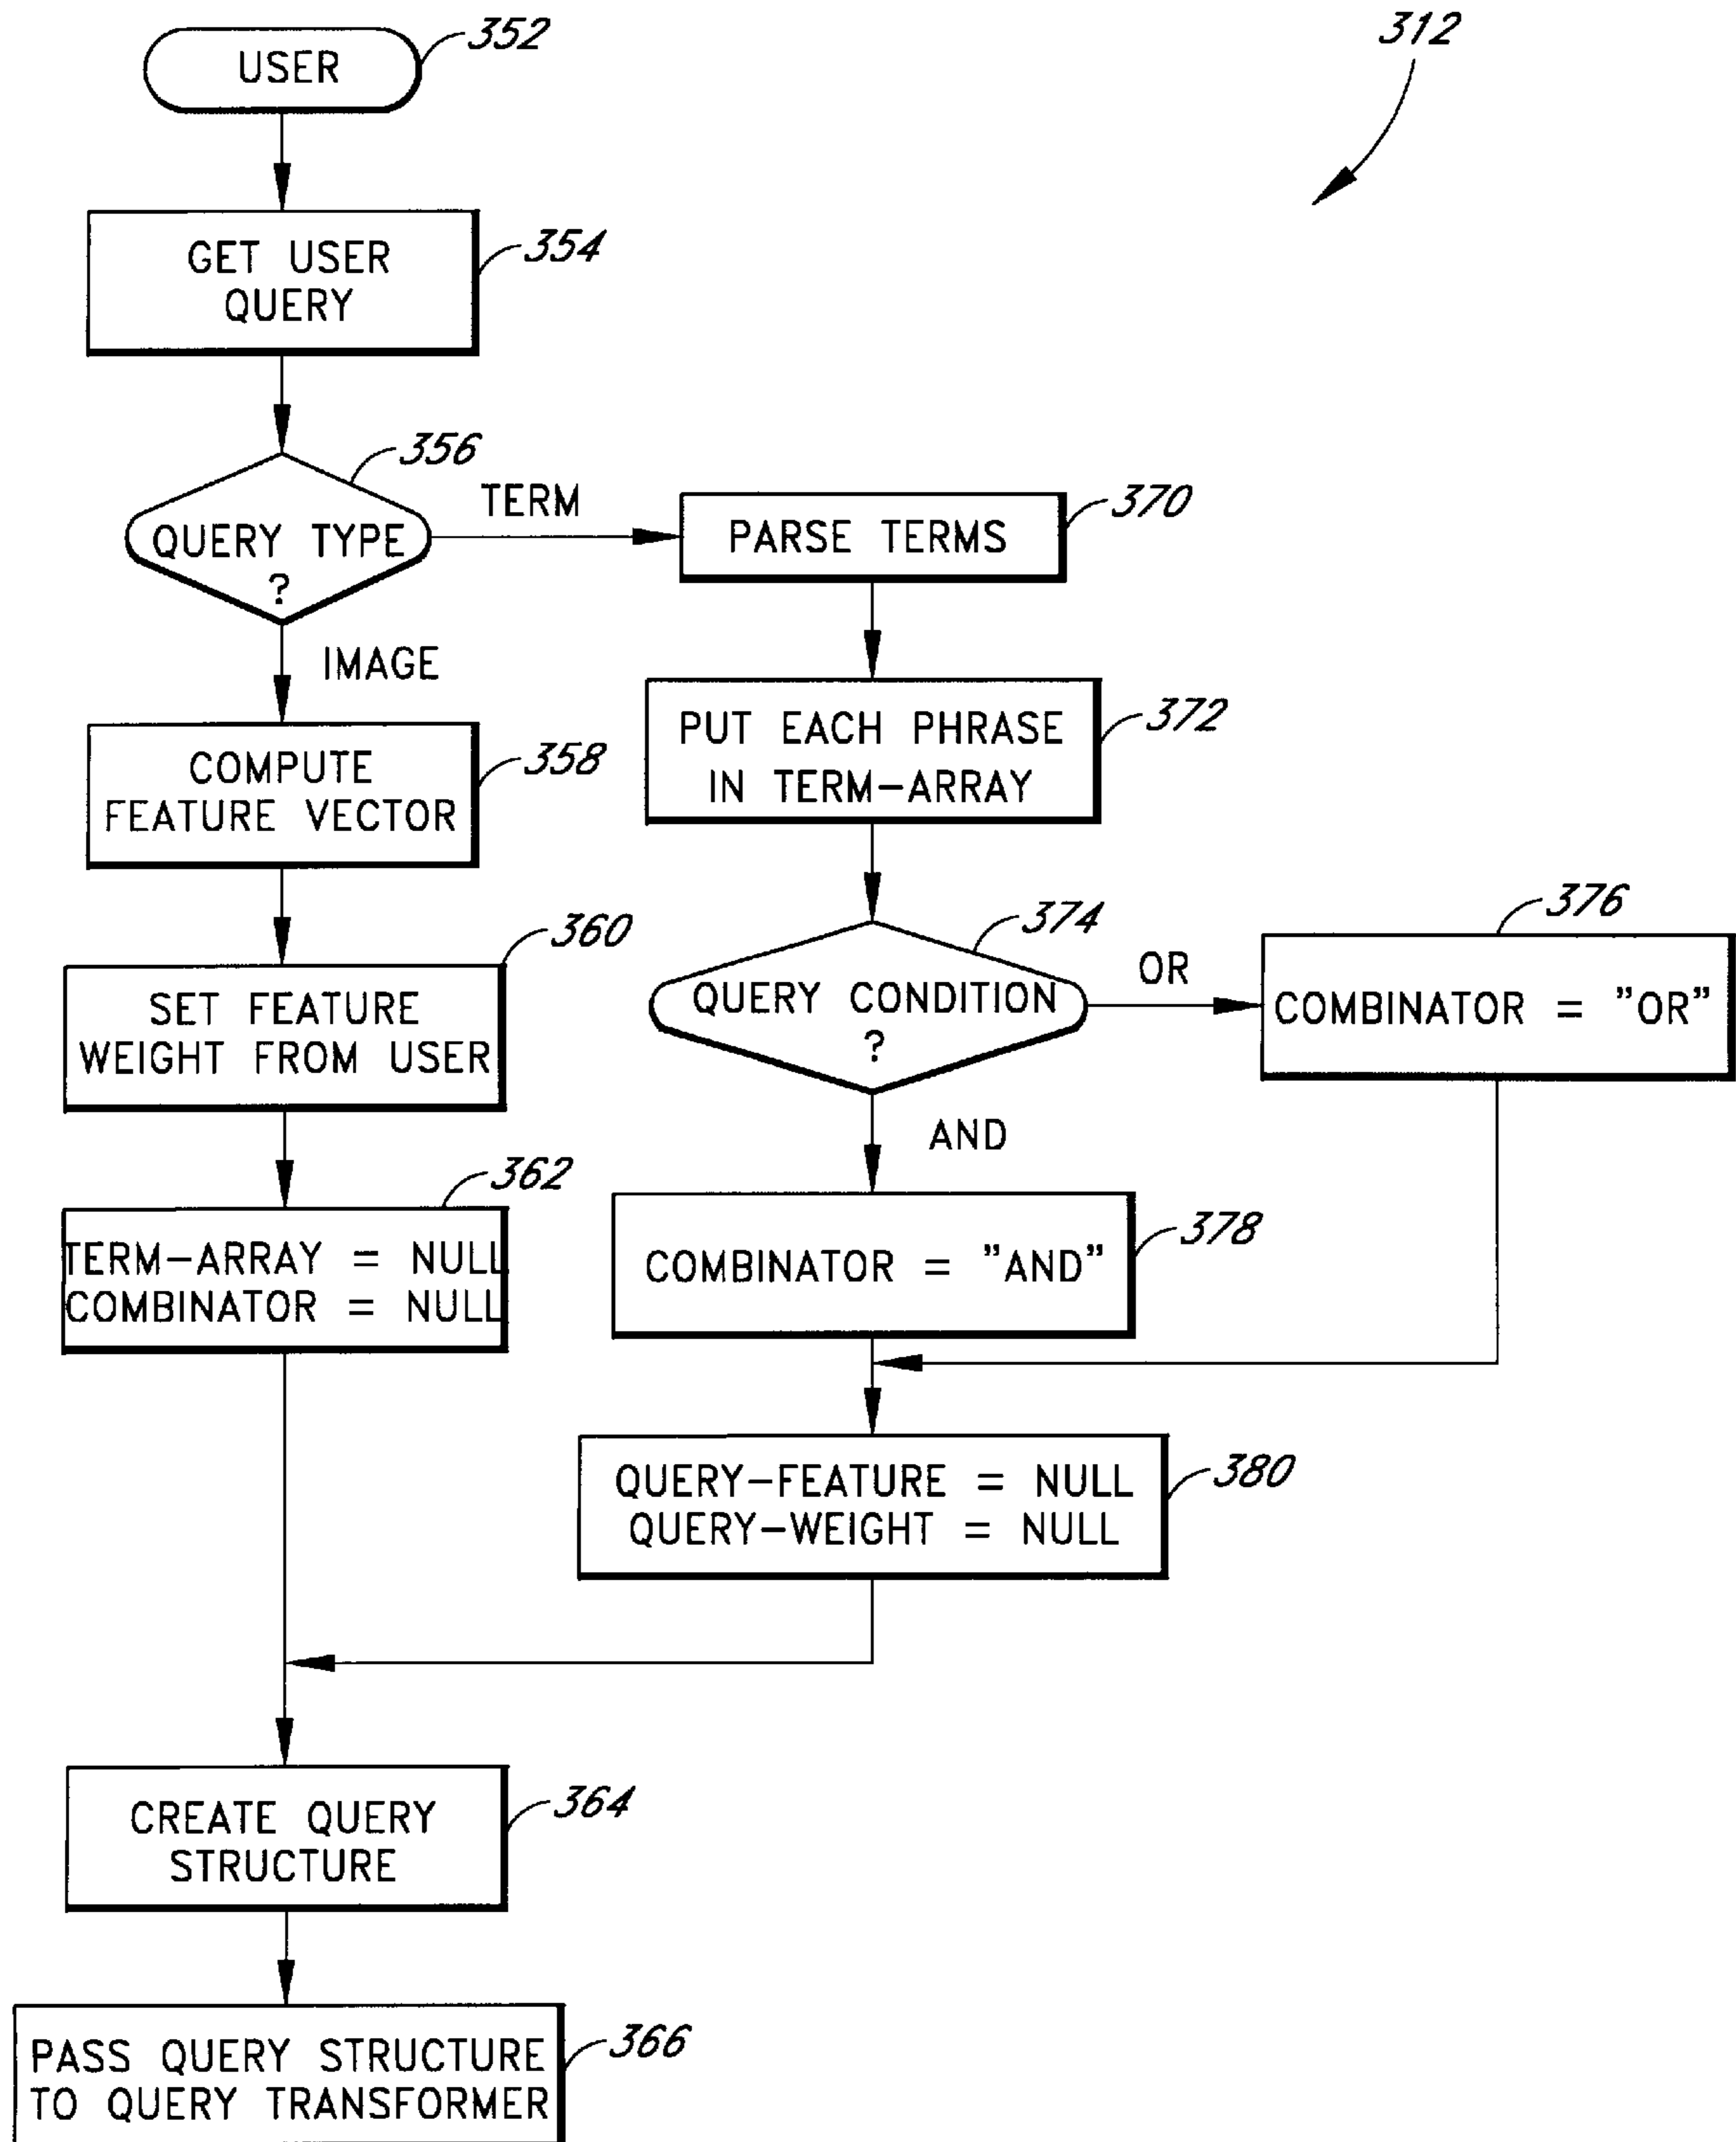 USER
352
312
GET USER
QUERY
354
QUERY TYPE
?
356
TERM
IMAGE
PARSE TERMS
370
COMPUTE
FEATURE VECTOR
358
PUT EACH PHRASE
IN TERM-ARRAY
372
SET FEATURE
WEIGHT FROM USER
360
QUERY CONDITION
?
374
OR
COMBINATOR = "OR"
376
AND
TERM-ARRAY = NULL
COMBINATOR = NULL
362
COMBINATOR = "AND"
378
QUERY-FEATURE = NULL
QUERY-WEIGHT = NULL
380
CREATE QUERY
STRUCTURE
364
PASS QUERY STRUCTURE
TO QUERY TRANSFORMER
366